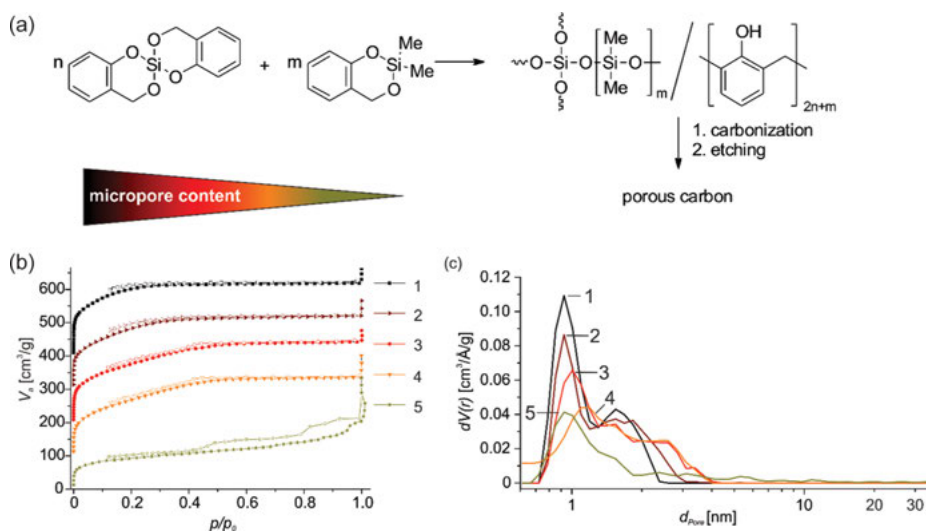 (a)
n
O
O
Si
O
O
+
m
O
Me
Si
Me
O
O
Si
O
O
O
Me
Si
Me
O
m
OH
2n+m
1. carbonization
2. etching
porous carbon
micropore content
(b)
Va [cm³/g]
600
500
400
300
200
100
0
0 0.2 0.4 0.6 0.8 1.0
p/p0
1
2
3
4
5
(c)
dV(r) [cm³/Å/g]
0.12
0.10
0.08
0.06
0.04
0.02
0.00
1
2
3
4
5
1 10 20 30
dPore [nm]